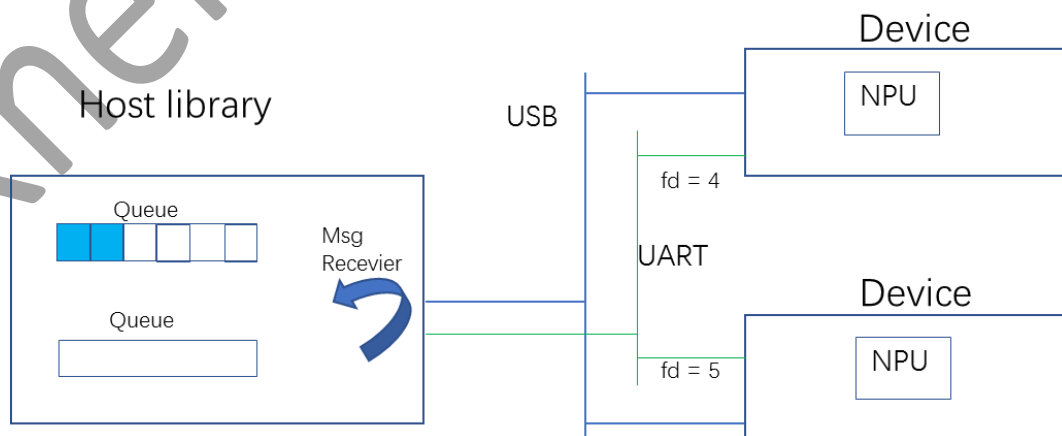 Device
NPU
Host library
USB
fd = 4
Queue
Msg
Recevier
UART
Device
Queue
NPU
fd = 5